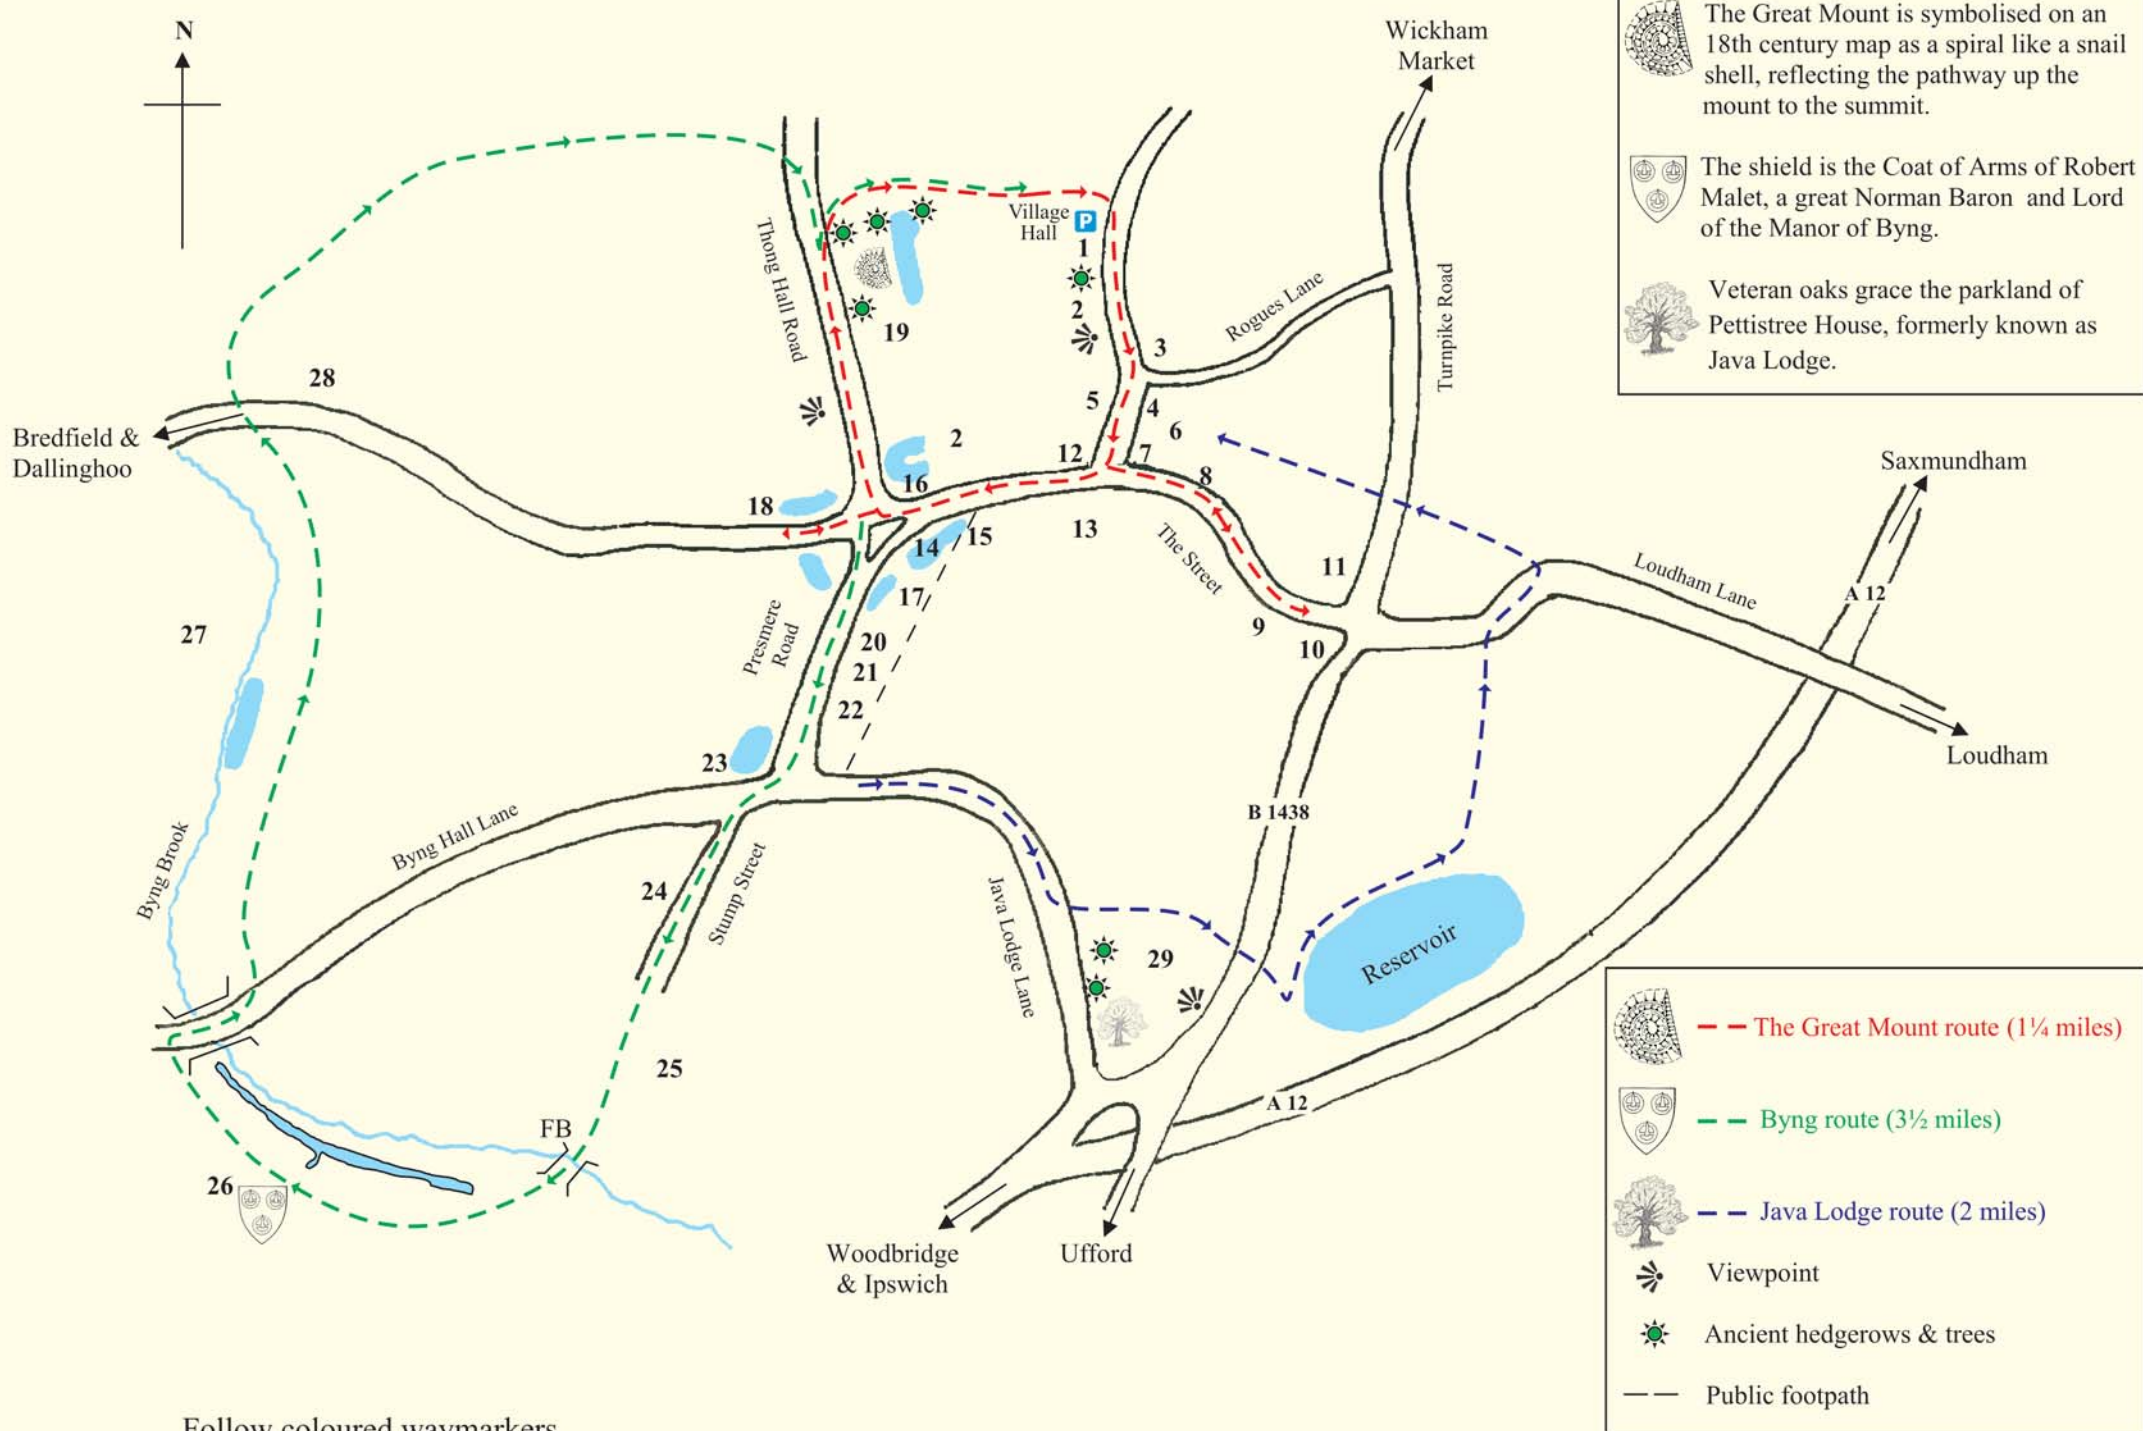 N
Wickham
Market
The Great Mount is symbolised on an
18th century map as a spiral like a snail
shell, reflecting the pathway up the
mount to the summit.
The shield is the Coat of Arms of Robert
Malet, a great Norman Baron and Lord
of the Manor of Byng.
Veteran oaks grace the parkland of
Pettistree House, formerly known as
Java Lodge.
Village
Hall
P
1
2
Thong Hall Road
19
3
Rogues Lane
Turnpike Road
28
5
4
6
Bredfield &
Dallinghoo
2
12
7
8
16
18
Saxmundham
13
15
14
The Street
11
Loudham Lane
A 12
17
27
Presmere
Road
20
9
10
21
22
23
Loudham
B 1438
Byng Hall Lane
Byng Brook
24
Stump Street
Java Lodge Lane
29
Reservoir
25
A 12
FB
26
Woodbridge
& Ipswich
Ufford
The Great Mount route (1¼ miles)
Byng route (3½ miles)
Java Lodge route (2 miles)
Viewpoint
Ancient hedgerows & trees
Public footpath
Follow coloured waymarkers